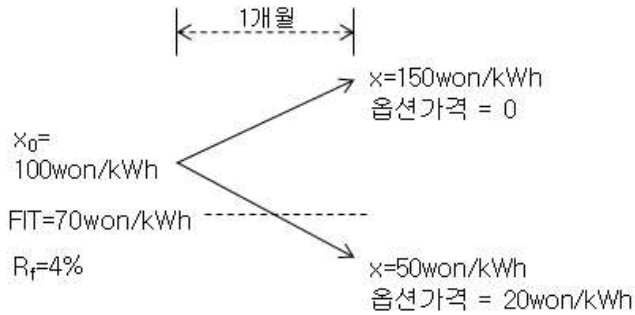 1개월
x=150won/kWh
옵션가격 = 0
x₀=
100won/kWh
FIT=70won/kWh
R_f=4%
x=50won/kWh
옵션가격 = 20won/kWh